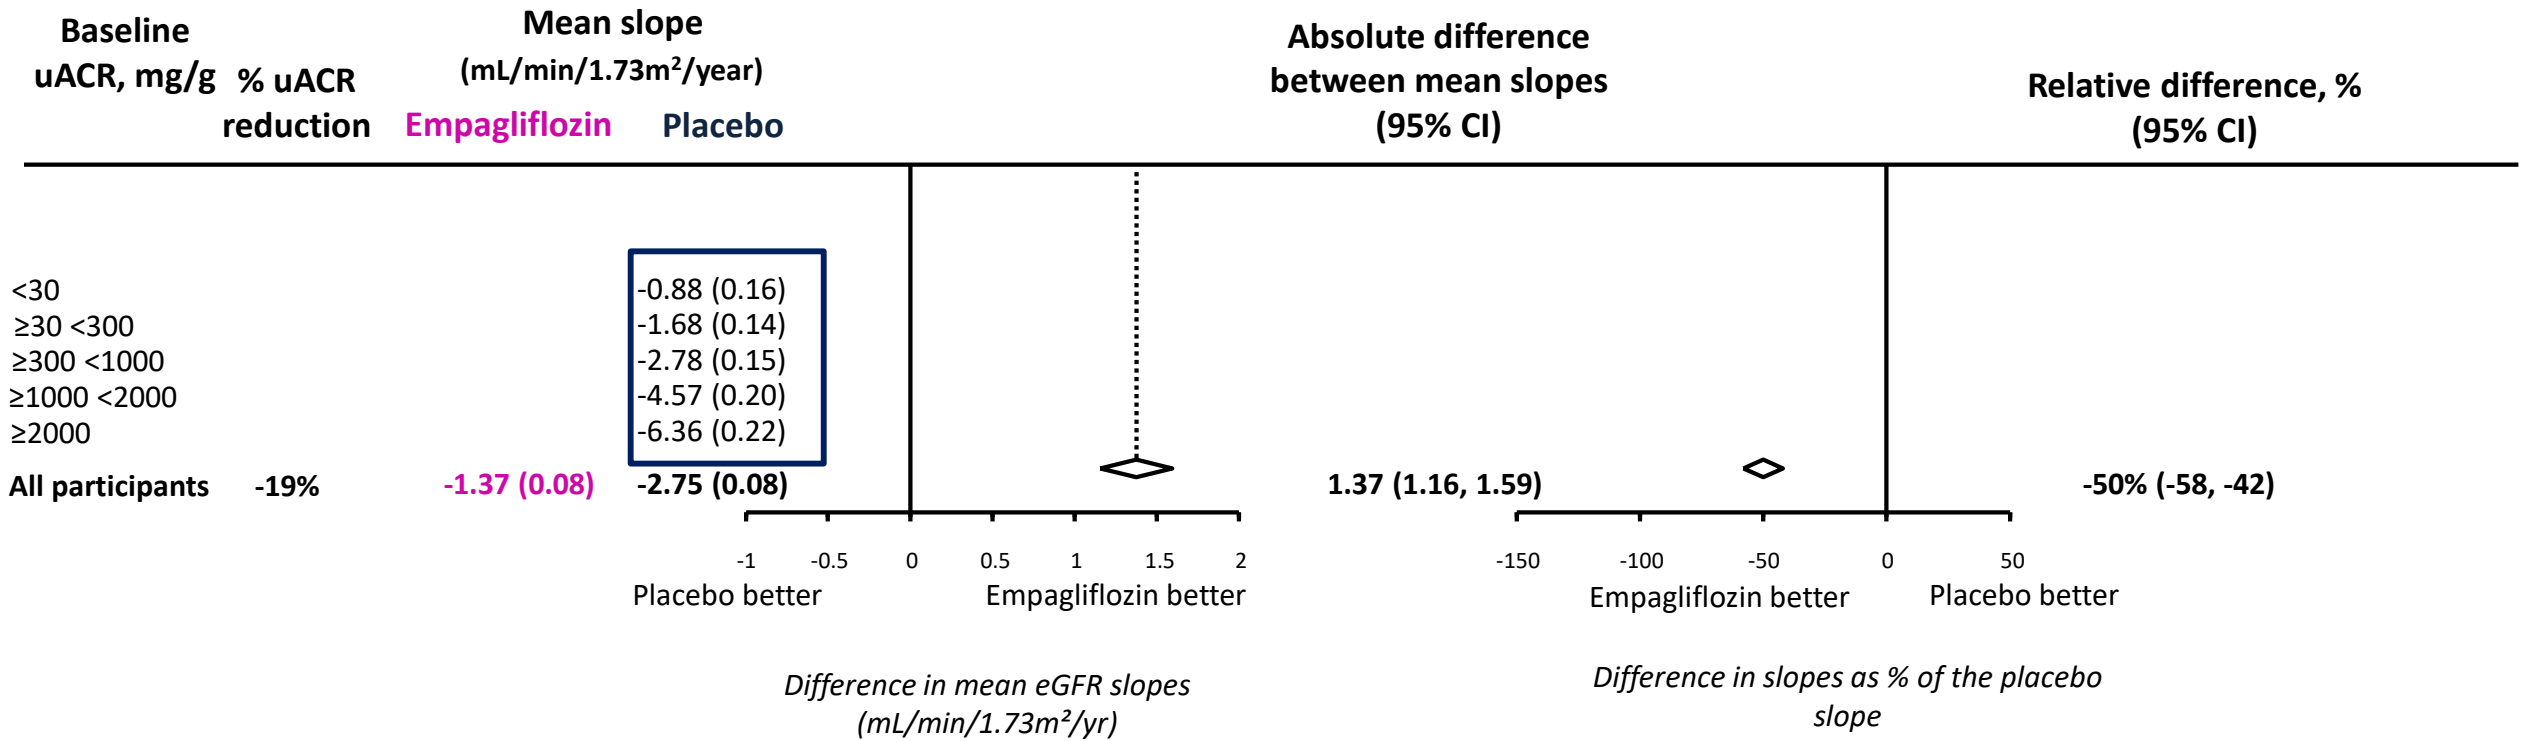 Baseline
uACR, mg/g
% uACR
reduction
Mean slope
(mL/min/1.73m²/year)
Empagliflozin
Placebo
Absolute difference
between mean slopes
(95% CI)
Relative difference, %
(95% CI)
<30
-0.88 (0.16)
≥30 <300
-1.68 (0.14)
≥300 <1000
-2.78 (0.15)
≥1000 <2000
-4.57 (0.20)
≥2000
-6.36 (0.22)
All participants -19% -1.37 (0.08) -2.75 (0.08) 1.37 (1.16, 1.59) -50% (-58, -42)
-1 -0.5 0 0.5 1 1.5 2
-150 -100 -50 0 50
Placebo better Empagliflozin better
Empagliflozin better Placebo better
Difference in mean eGFR slopes
(mL/min/1.73m²/yr)
Difference in slopes as % of the placebo
slope